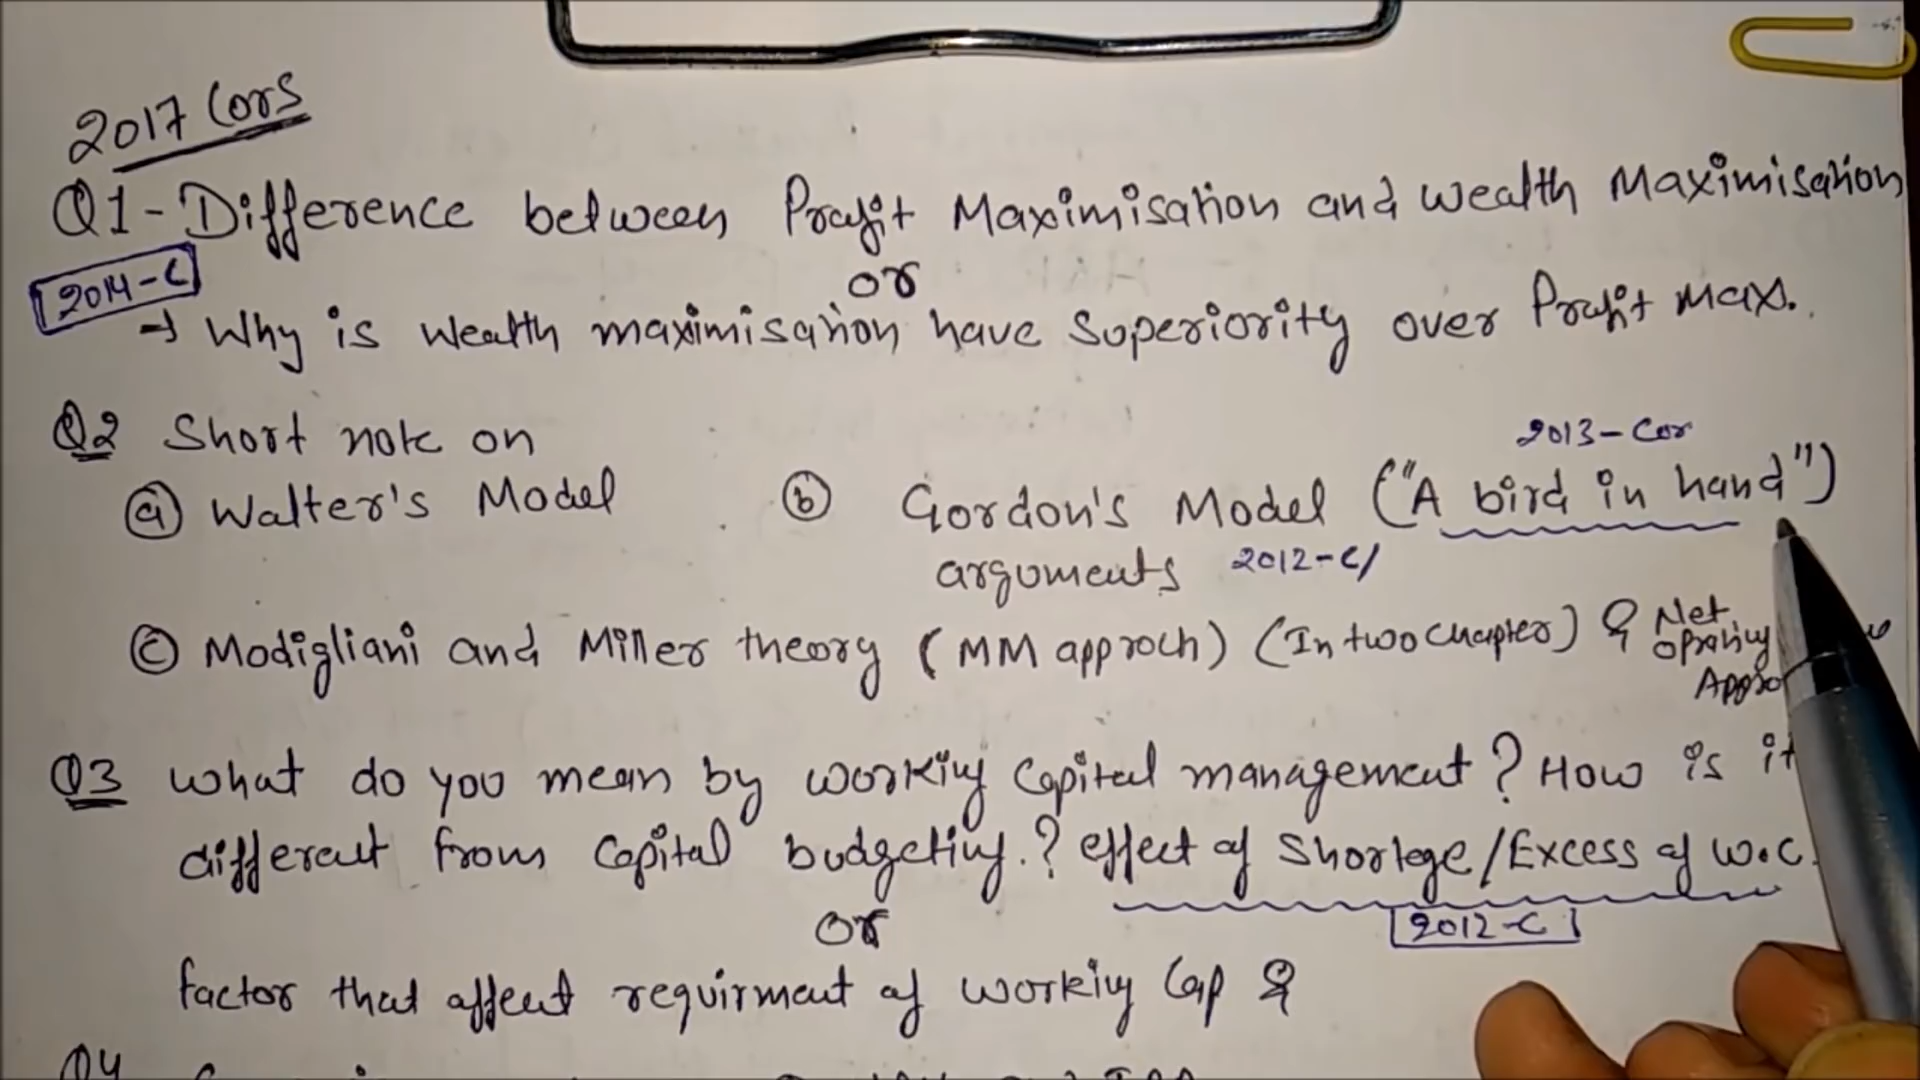 2017 Cors
Q1-Difference between Profit Maximisation and Wealth Maximisation
or
2014-C
→ Why is Wealth maximisation have Superiority over Profit Max.
Q2 Short note on
2013-Cor
(a) Walter's Model (b) Gordon's Model ("A bird in hand")
arguments 2012-C/
(c) Modigliani and Miller theory (MM approch) (In two Chapter) & Net
Q3 What do you mean by working Capital management? How is it
different from Capital budgeting.? effect of Shortege/Excess of W.C.
or
2012-C
factor that affect requirment of working Cap &
Q4